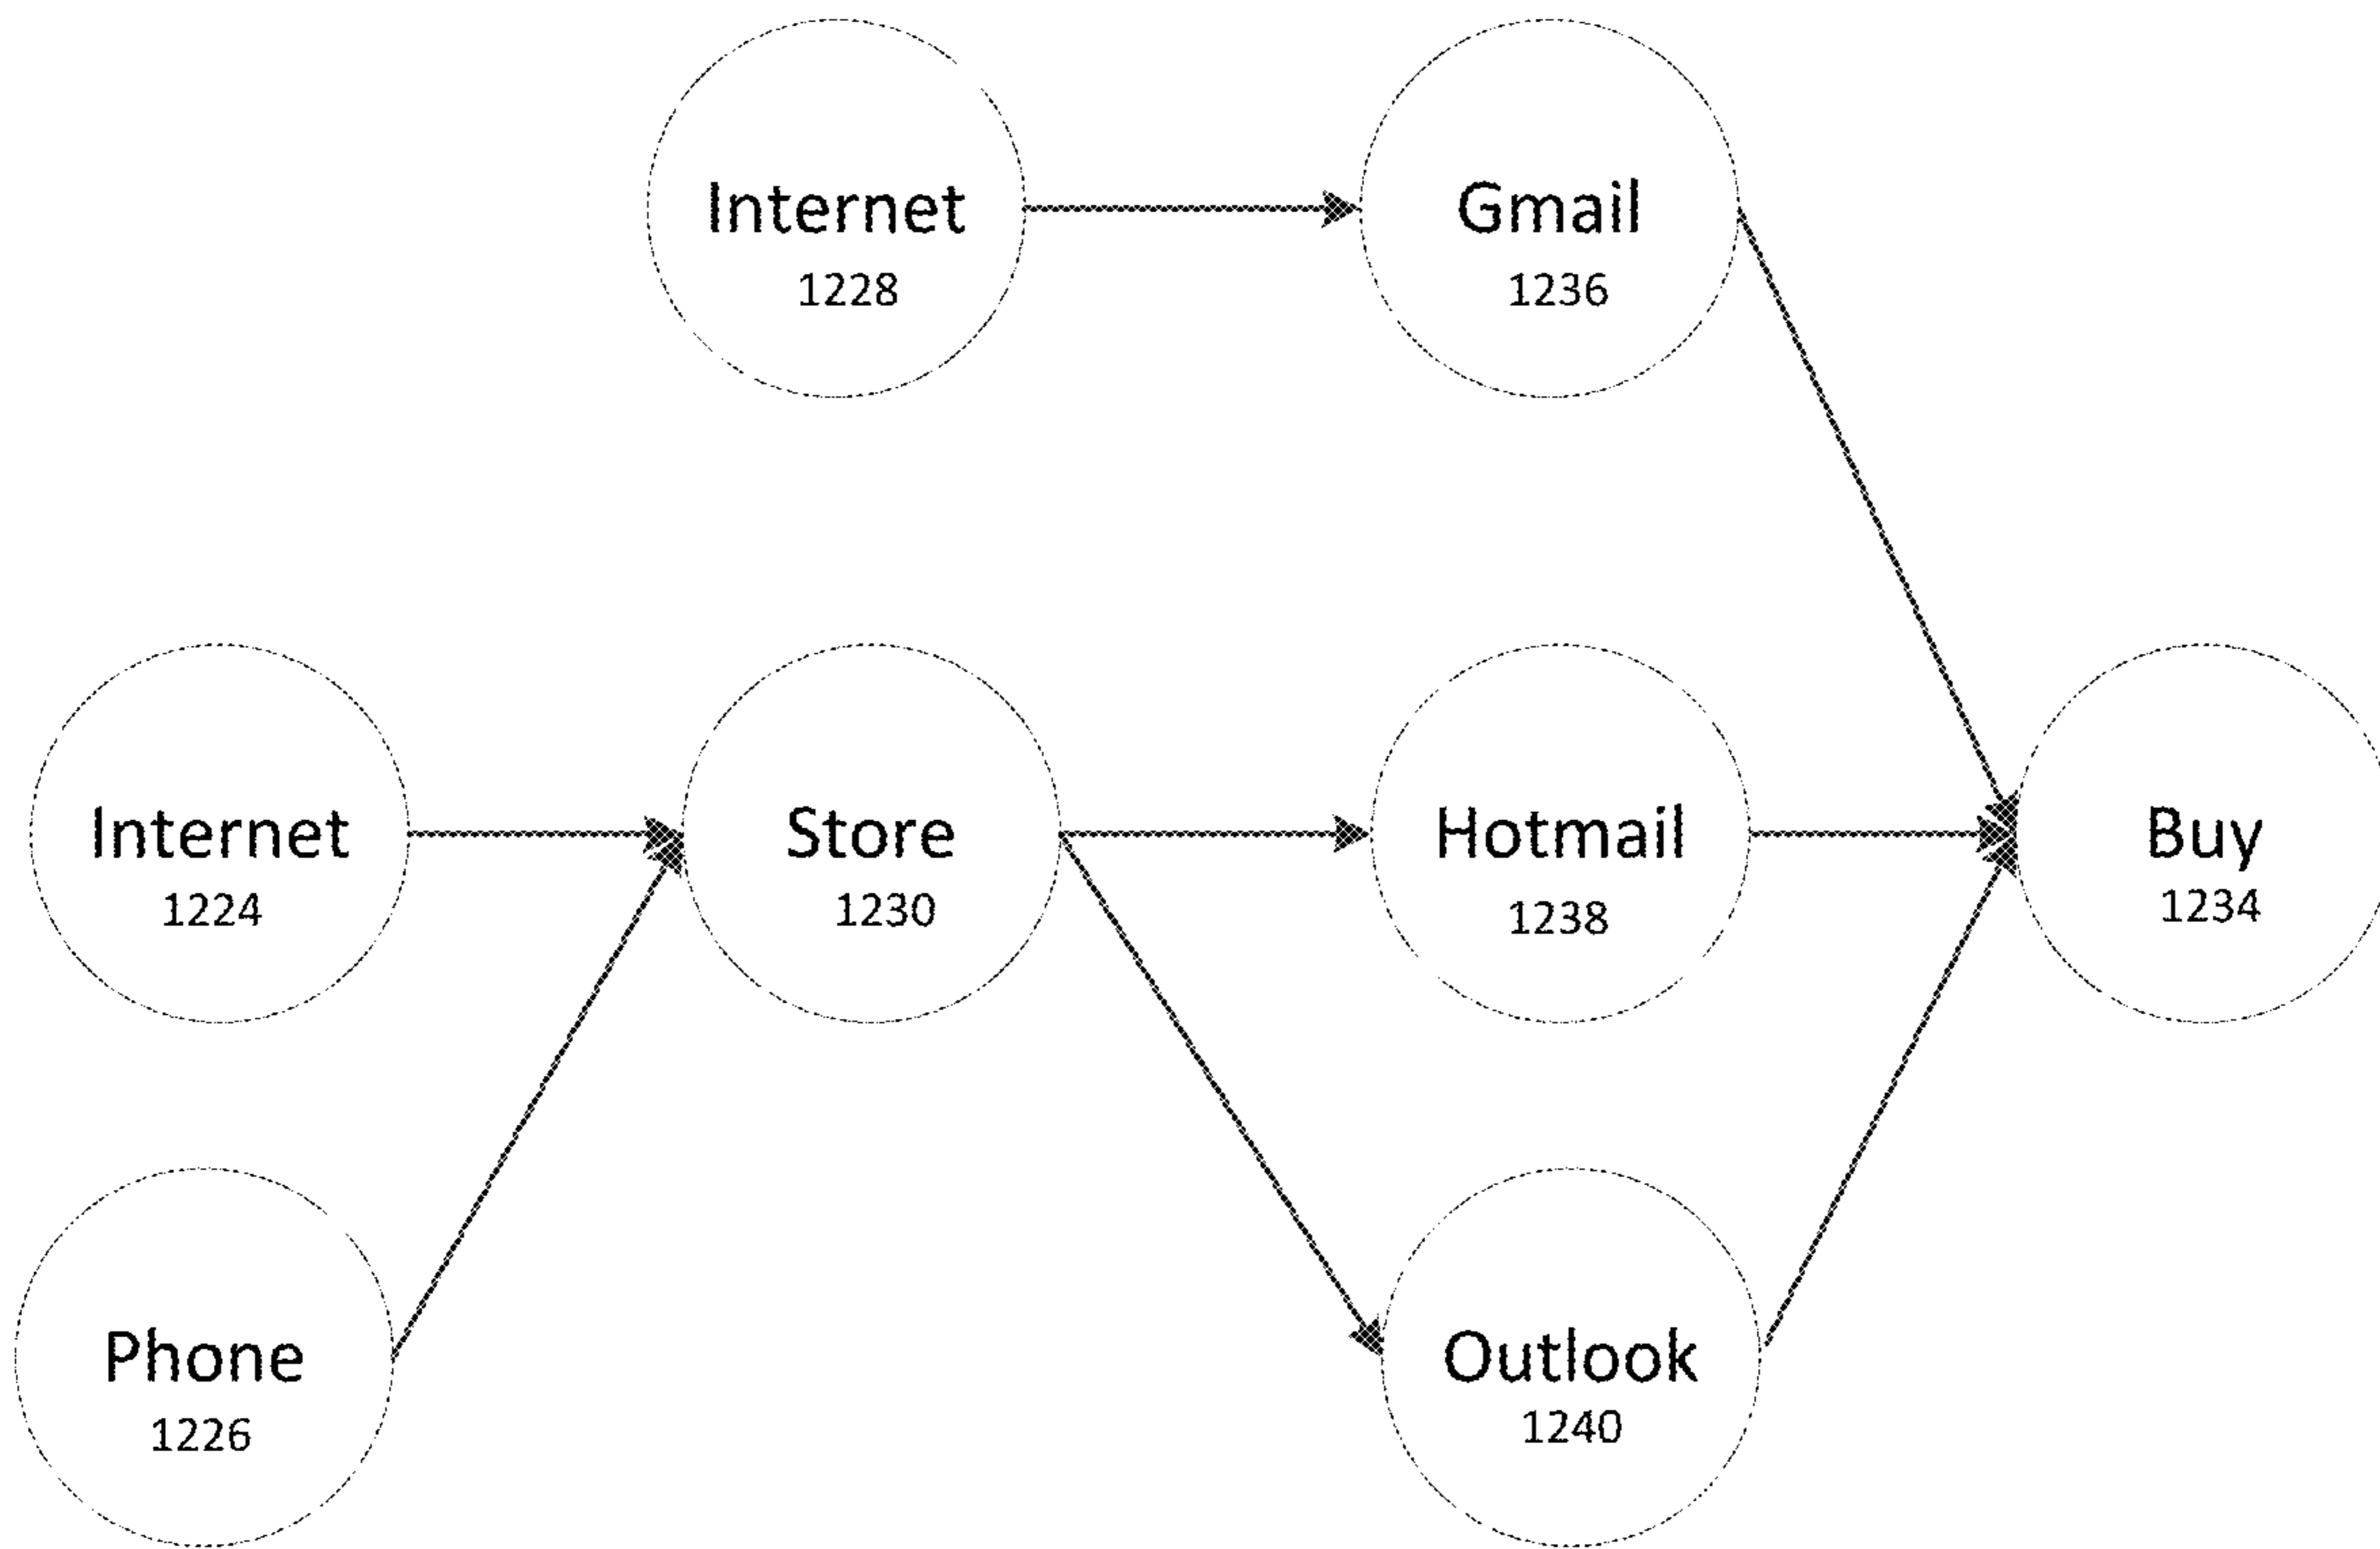 Internet
1228
Gmail
1236
Internet
1224
Store
1230
Hotmail
1238
Buy
1234
Phone
1226
Outlook
1240